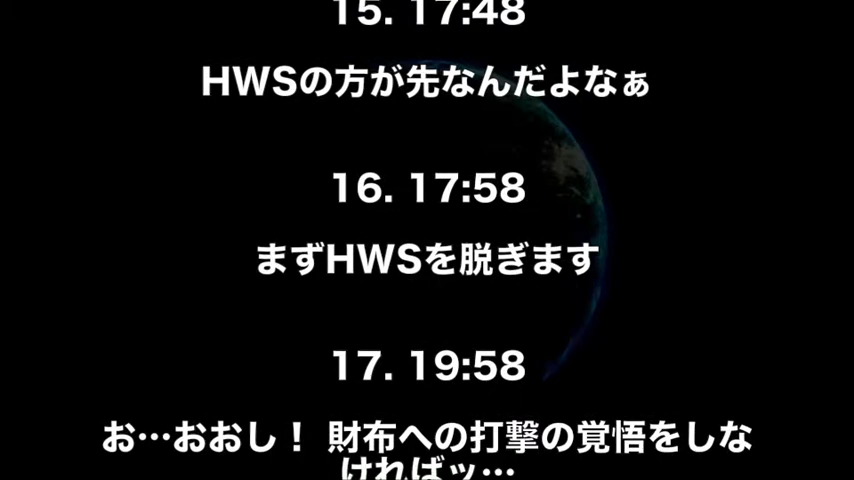 15. 17:48
HWSの方が先なんだよなぁ
16. 17:58
まずHWSを脱ぎます
17. 19:58
お…おおし！ 財布への打撃の覚悟をしな
ければッ…